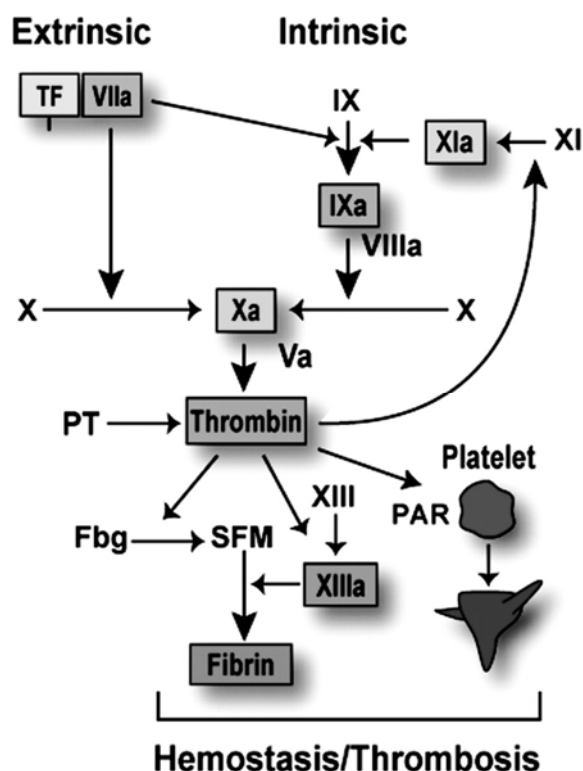 Extrinsic Intrinsic
TF VIIa
IX
XIa XI
IXa
VIIIa
X Xa X
Va
PT Thrombin
Platelet
XIII
PAR
Fbg SFM
XIIIa
Fibrin
Hemostasis/Thrombosis